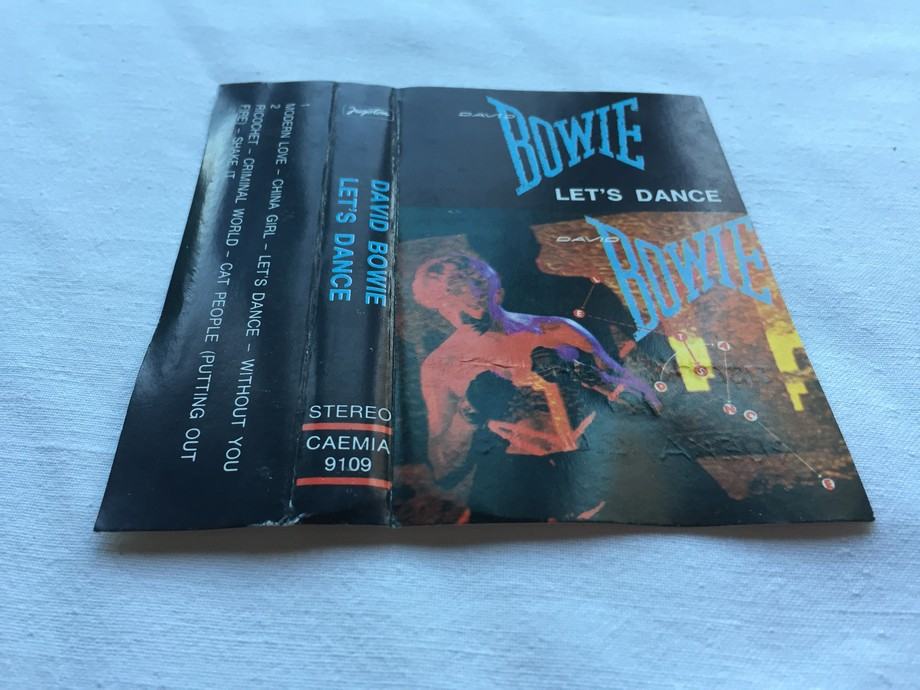 1 MODERN LOVE – CHINA GIRL – LET'S DANCE – WITHOUT YOU
2 RICOCHET – CRIMINAL WORLD – CAT PEOPLE (PUTTING OUT
FIRE) – SHAKE IT
Jugoton
DAVID BOWIE
LET'S DANCE
STEREO
CAEMIA
9109
DAVID
BOWIE
LET'S DANCE
DAVID
BOWIE
L
E
T
S
D
A
N
C
E